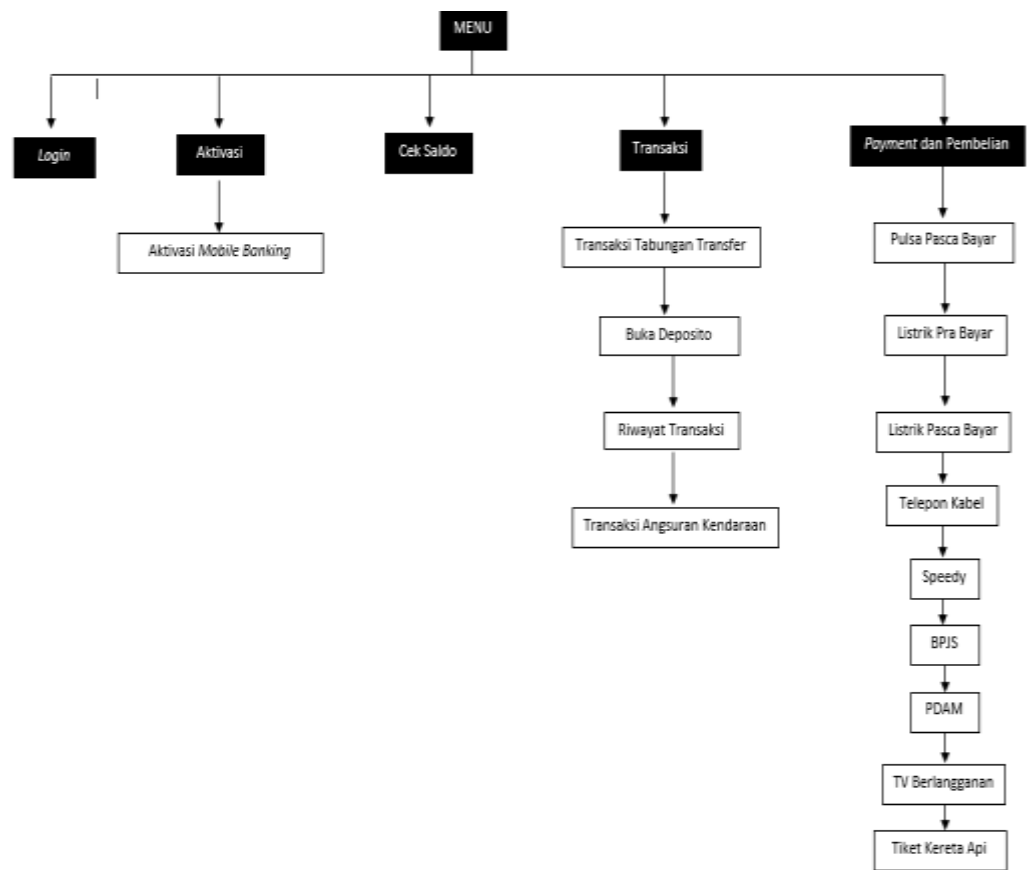 MENU
Login
Aktivasi
Cek Saldo
Transaksi
Payment dan Pembelian
Aktivasi Mobile Banking
Transaksi Tabungan Transfer
Buka Deposito
Riwayat Transaksi
Transaksi Angsuran Kendaraan
Pulsa Pasca Bayar
Listrik Pra Bayar
Listrik Pasca Bayar
Telepon Kabel
Speedy
BPJS
PDAM
TV Berlangganan
Tiket Kereta Api